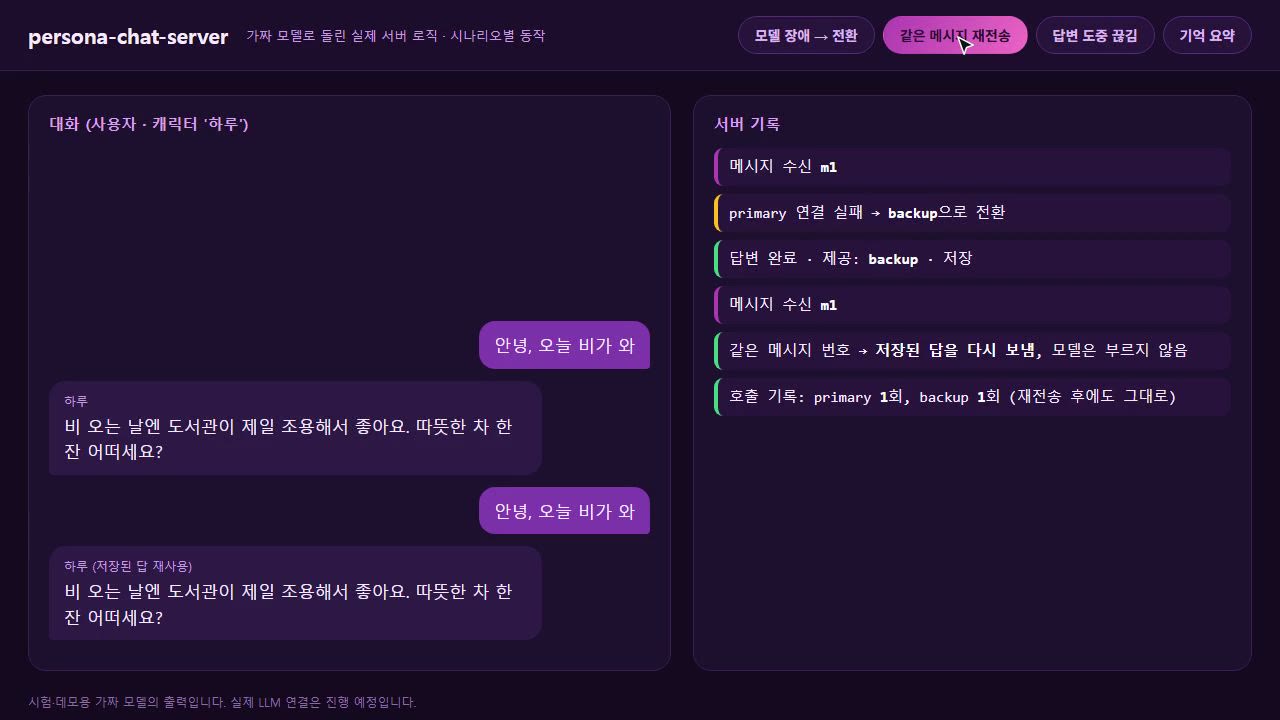 persona-chat-server
가짜 모델로 돌린 실제 서버 로직 · 시나리오별 동작
모델 장애 → 전환
같은 메시지 재전송
답변 도중 끊김
기억 요약
대화 (사용자 · 캐릭터 '하루')
안녕, 오늘 비가 와
하루
비 오는 날엔 도서관이 제일 조용해서 좋아요. 따뜻한 차 한
잔 어떠세요?
안녕, 오늘 비가 와
하루 (저장된 답 재사용)
비 오는 날엔 도서관이 제일 조용해서 좋아요. 따뜻한 차 한
잔 어떠세요?
서버 기록
메시지 수신 m1
primary 연결 실패 → backup으로 전환
답변 완료 · 제공: backup · 저장
메시지 수신 m1
같은 메시지 번호 → 저장된 답을 다시 보냄, 모델은 부르지 않음
호출 기록: primary 1회, backup 1회 (재전송 후에도 그대로)
시험·데모용 가짜 모델의 출력입니다. 실제 LLM 연결은 진행 예정입니다.